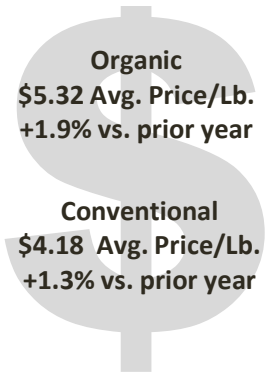 Organic
$5.32 Avg. Price/Lb.
+1.9% vs. prior year
Conventional
$4.18 Avg. Price/Lb.
+1.3% vs. prior year